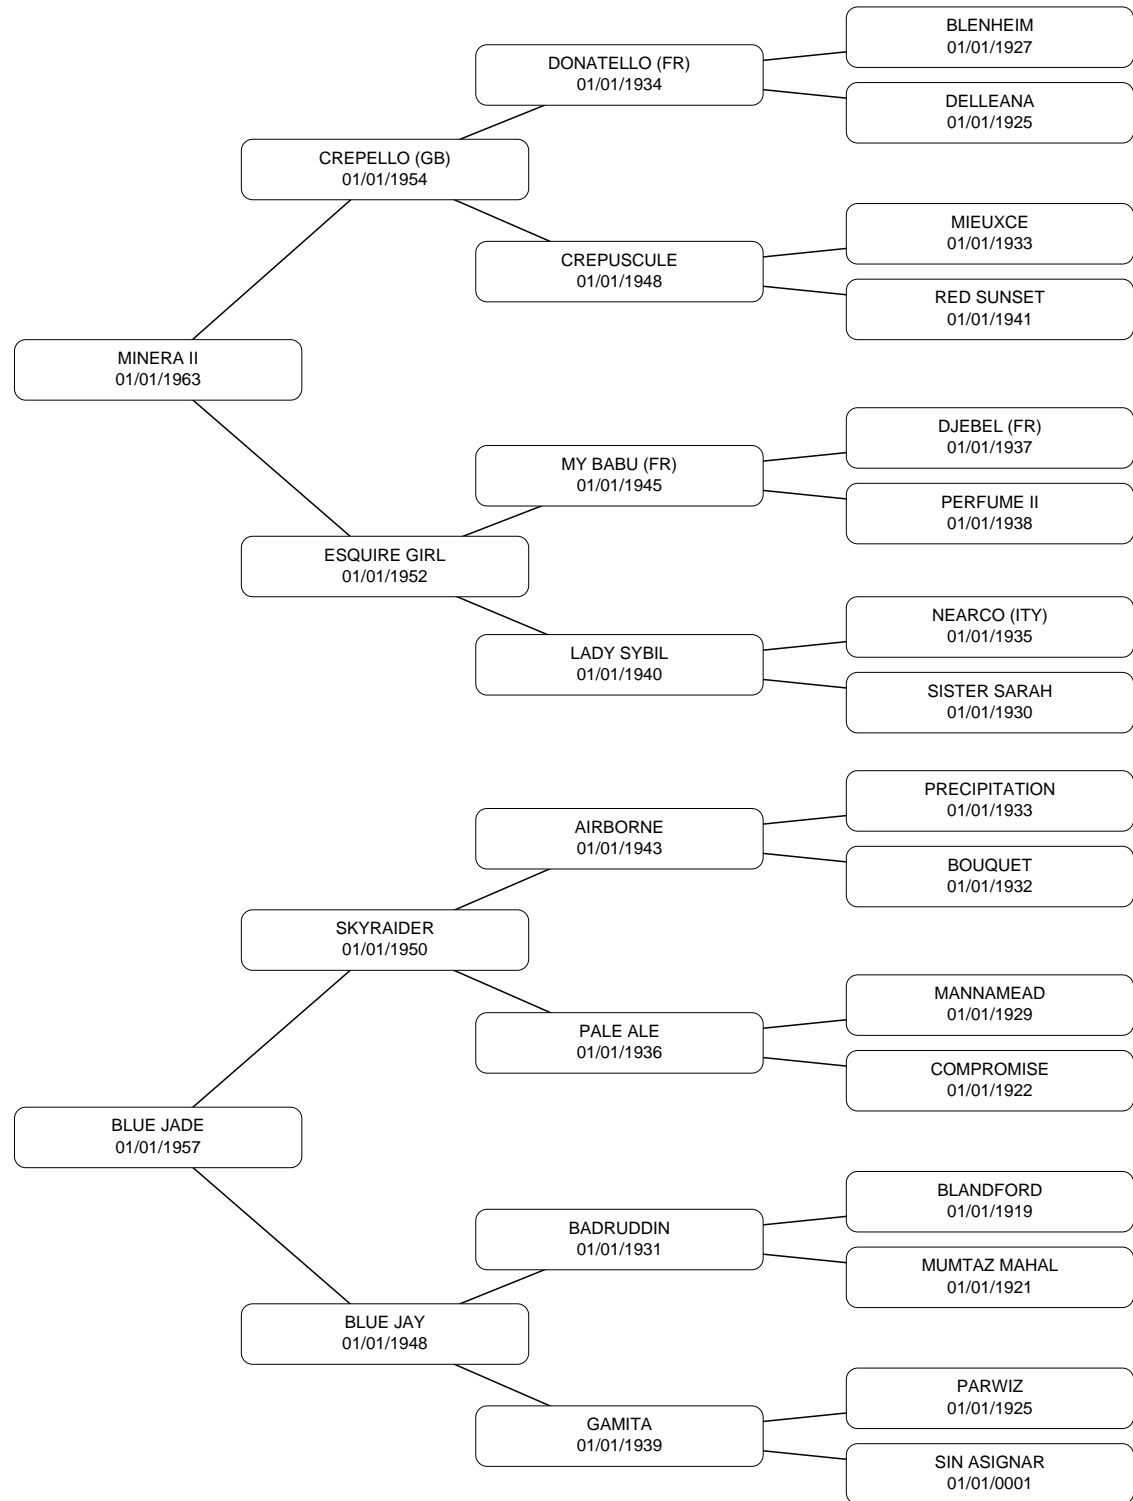 BLENHEIM
01/01/1927
DONATELLO (FR)
01/01/1934
DELLEANA
01/01/1925
CREPELLO (GB)
01/01/1954
MIEUXCE
01/01/1933
CREPUSCULE
01/01/1948
RED SUNSET
01/01/1941
MINERA II
01/01/1963
DJEBEL (FR)
01/01/1937
MY BABU (FR)
01/01/1945
PERFUME II
01/01/1938
ESQUIRE GIRL
01/01/1952
NEARCO (ITY)
01/01/1935
LADY SYBIL
01/01/1940
SISTER SARAH
01/01/1930
PRECIPITATION
01/01/1933
AIRBORNE
01/01/1943
BOUQUET
01/01/1932
SKYRAIDER
01/01/1950
MANNAMEAD
01/01/1929
PALE ALE
01/01/1936
COMPROMISE
01/01/1922
BLUE JADE
01/01/1957
BLANDFORD
01/01/1919
BADRUDDIN
01/01/1931
MUMTAZ MAHAL
01/01/1921
BLUE JAY
01/01/1948
PARWIZ
01/01/1925
GAMITA
01/01/1939
SIN ASIGNAR
01/01/0001